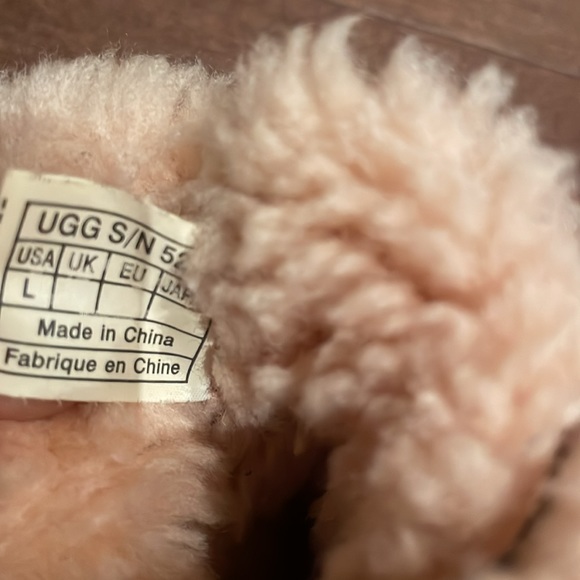 UGG S/N 52
USA UK EU JAP
L
Made in China
Fabrique en Chine